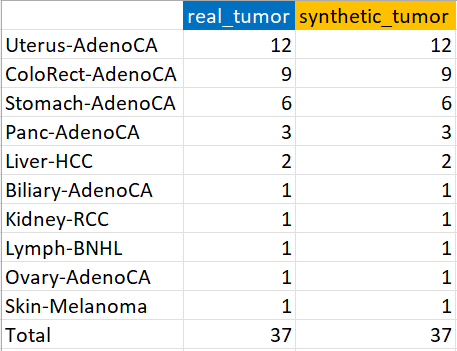 real_tumor synthetic_tumor
Uterus-AdenoCA 12 12
ColoRect-AdenoCA 9 9
Stomach-AdenoCA 6 6
Panc-AdenoCA 3 3
Liver-HCC 2 2
Biliary-AdenoCA 1 1
Kidney-RCC 1 1
Lymph-BNHL 1 1
Ovary-AdenoCA 1 1
Skin-Melanoma 1 1
Total 37 37